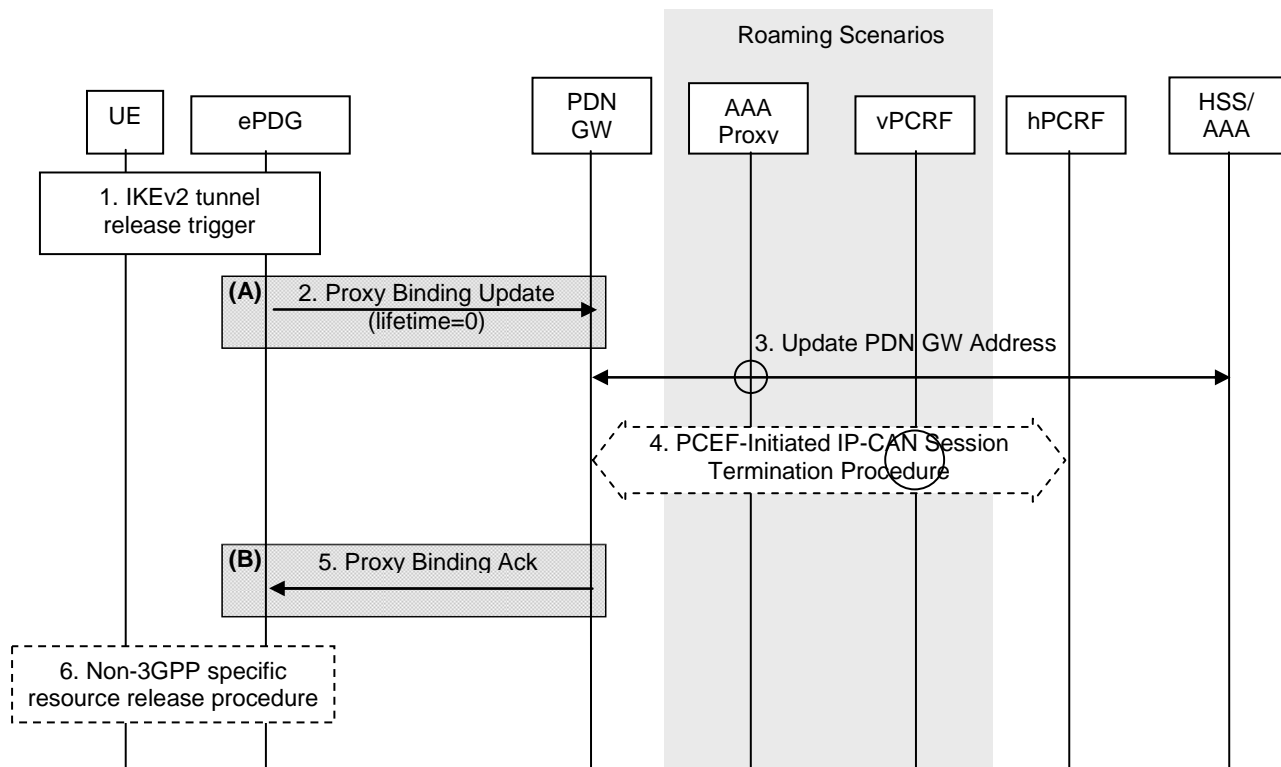 Roaming Scenarios
UE
ePDG
PDN
GW
AAA
Proxy
vPCRF
hPCRF
HSS/
AAA
1. IKEv2 tunnel
release trigger
(A)
2. Proxy Binding Update
(lifetime=0)
3. Update PDN GW Address
4. PCEF-Initiated IP-CAN Session
Termination Procedure
(B)
5. Proxy Binding Ack
6. Non-3GPP specific
resource release procedure